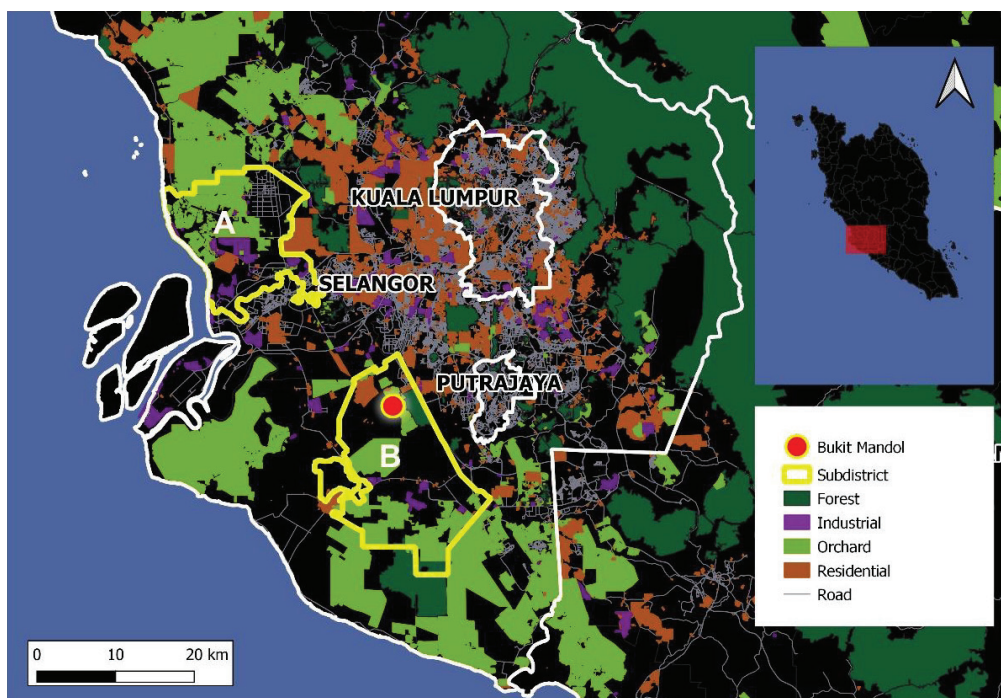 KUALA LUMPUR
A
SELANGOR
PUTRAJAYA
B
Bukit Mandol
Subdistrict
Forest
Industrial
Orchard
Residential
Road
N
0 10 20 km